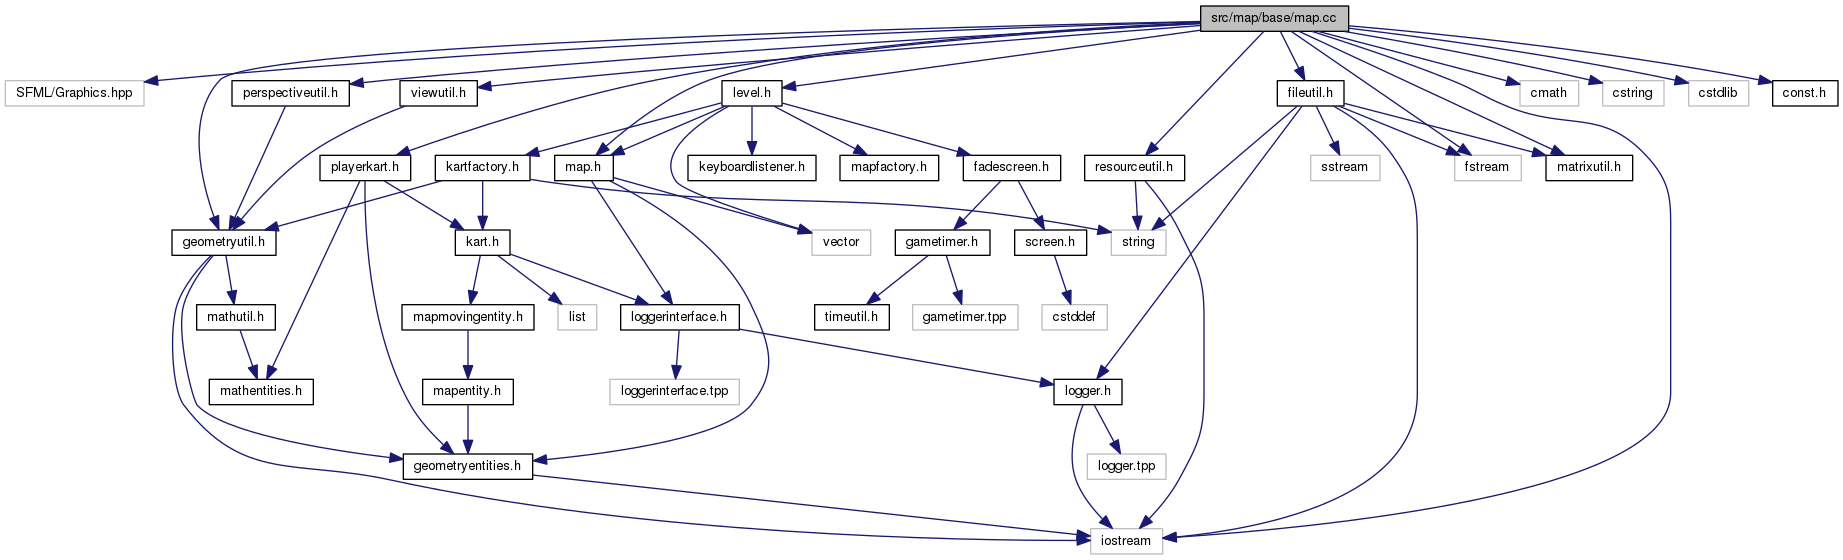 src/map/base/map.cc
SFML/Graphics.hpp
perspectiveutil.h
viewutil.h
level.h
fileutil.h
cmath
cstring
cstdlib
const.h
playerkart.h
kartfactory.h
map.h
keyboardlistener.h
mapfactory.h
fadescreen.h
resourceutil.h
sstream
fstream
matrixutil.h
geometryutil.h
kart.h
vector
gametimer.h
screen.h
string
mathutil.h
mapmovingentity.h
list
loggerinterface.h
timeutil.h
gametimer.tpp
cstddef
mathentities.h
mapentity.h
loggerinterface.tpp
logger.h
geometryentities.h
logger.tpp
iostream